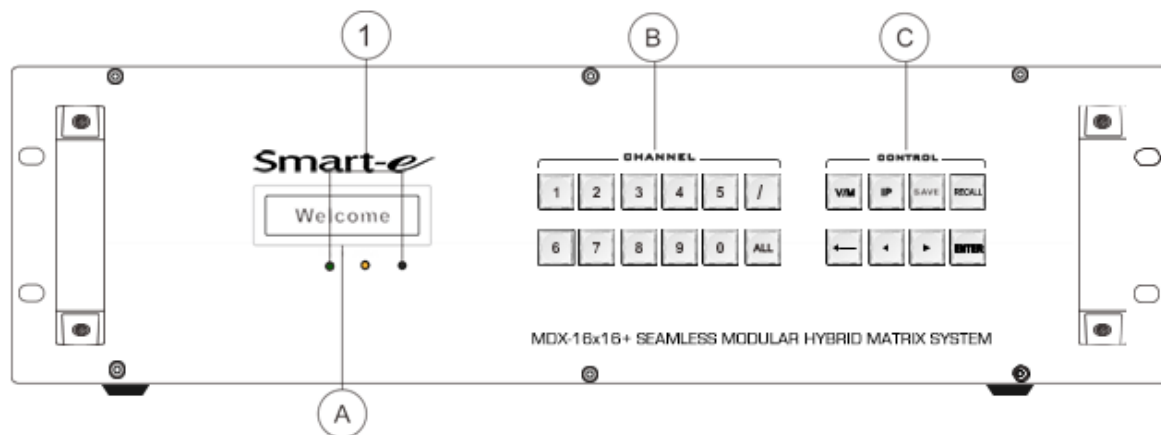 1 B C
Smart-e CHANNEL CONTROL
Welcome 1 2 3 4 5 / V/M IP SAVE RECALL
6 7 8 9 0 ALL ENTER
MDX-16x16+ SEAMLESS MODULAR HYBRID MATRIX SYSTEM
A